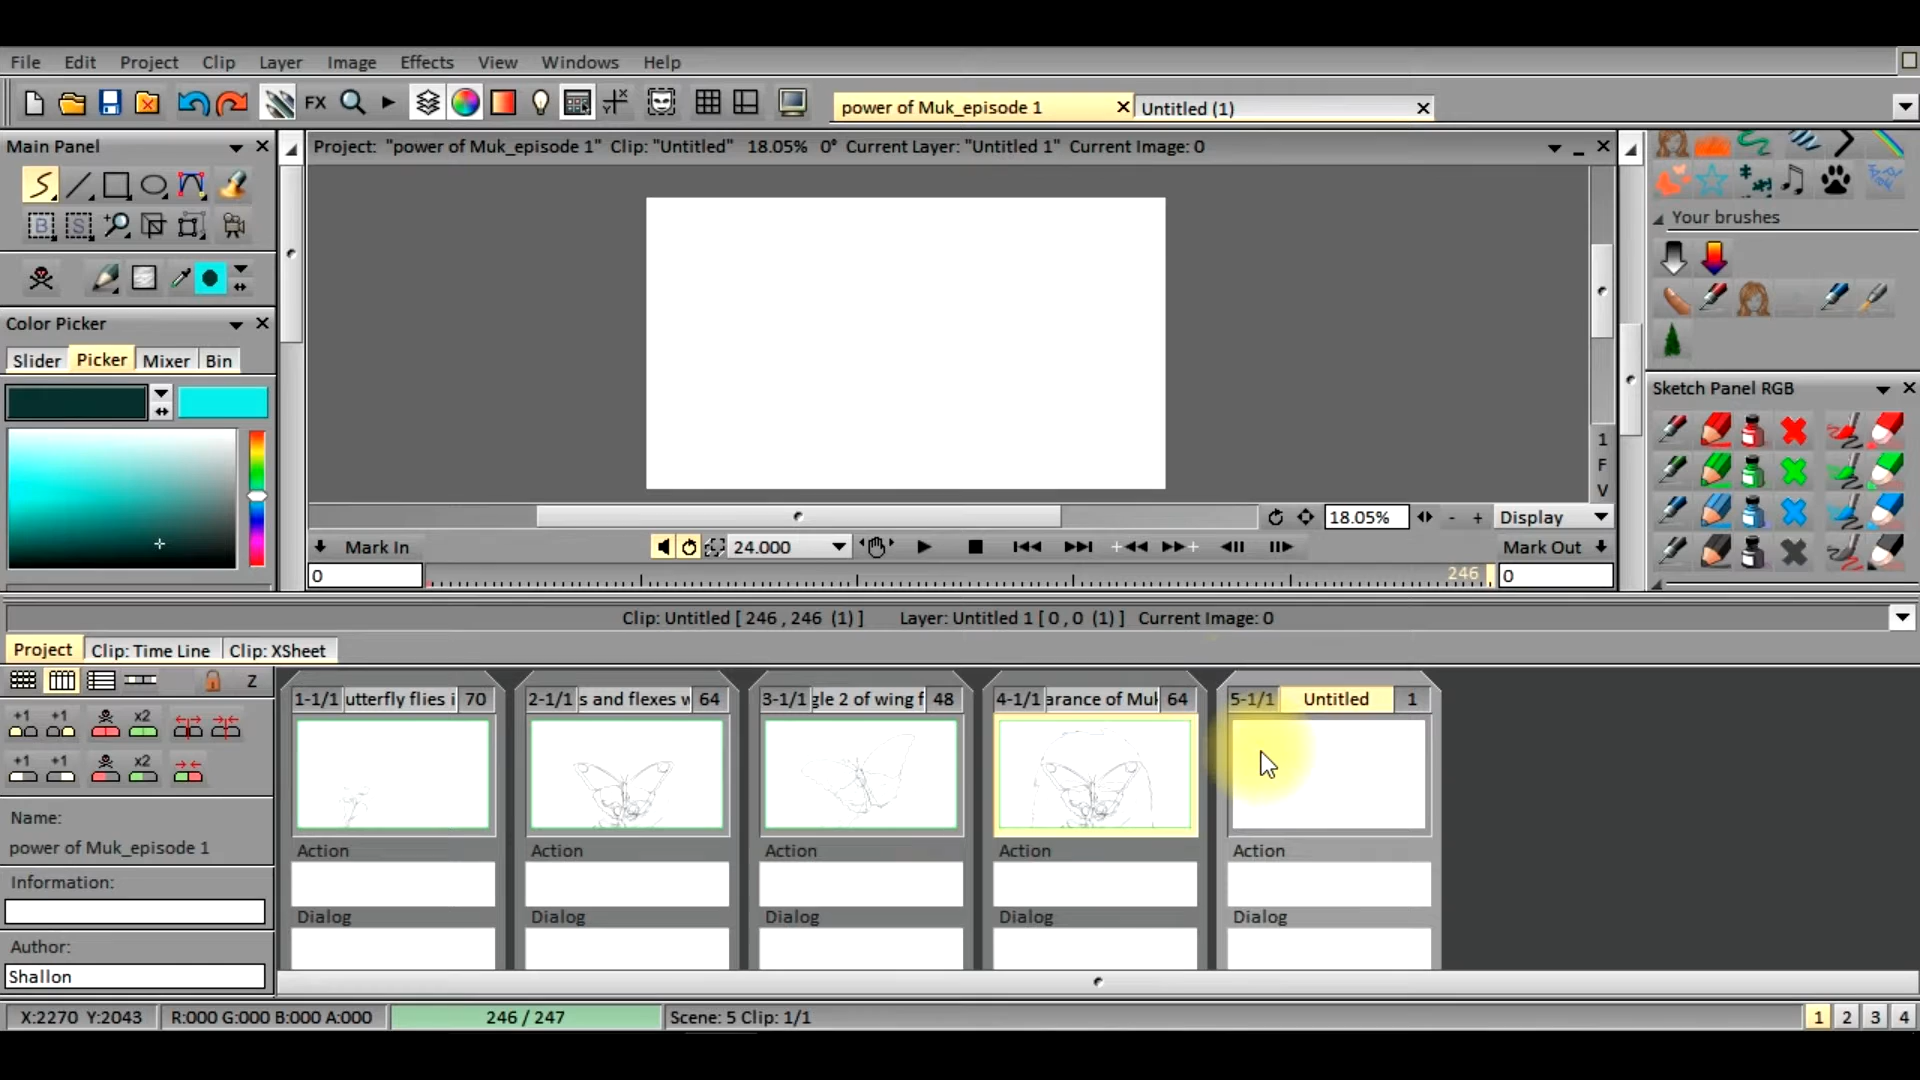 File Edit Project Clip Layer Image Effects View Windows Help
FX power of Muk_episode 1 Untitled (1)
Main Panel
Project: "power of Muk_episode 1" Clip: "Untitled" 18.05% 0° Current Layer: "Untitled 1" Current Image: 0
Your brushes
Color Picker
Slider Picker Mixer Bin
Sketch Panel RGB
1
F
V
18.05% - + Display
Mark In 24.000 Mark Out
0 246 0
Clip: Untitled [ 246 , 246 (1) ] Layer: Untitled 1 [ 0 , 0 (1) ] Current Image: 0
Project Clip: Time Line Clip: XSheet
Z
1-1/1 utterfly flies i 70 2-1/1 s and flexes w 64 3-1/1 gle 2 of wing f 48 4-1/1 arance of Muk 64 5-1/1 Untitled 1
+1 +1 x2
+1 +1 x2
Name:
power of Muk_episode 1
Action Action Action Action Action
Information:
Dialog Dialog Dialog Dialog Dialog
Author:
Shallon
X:2270 Y:2043 R:000 G:000 B:000 A:000 246 / 247 Scene: 5 Clip: 1/1 1 2 3 4